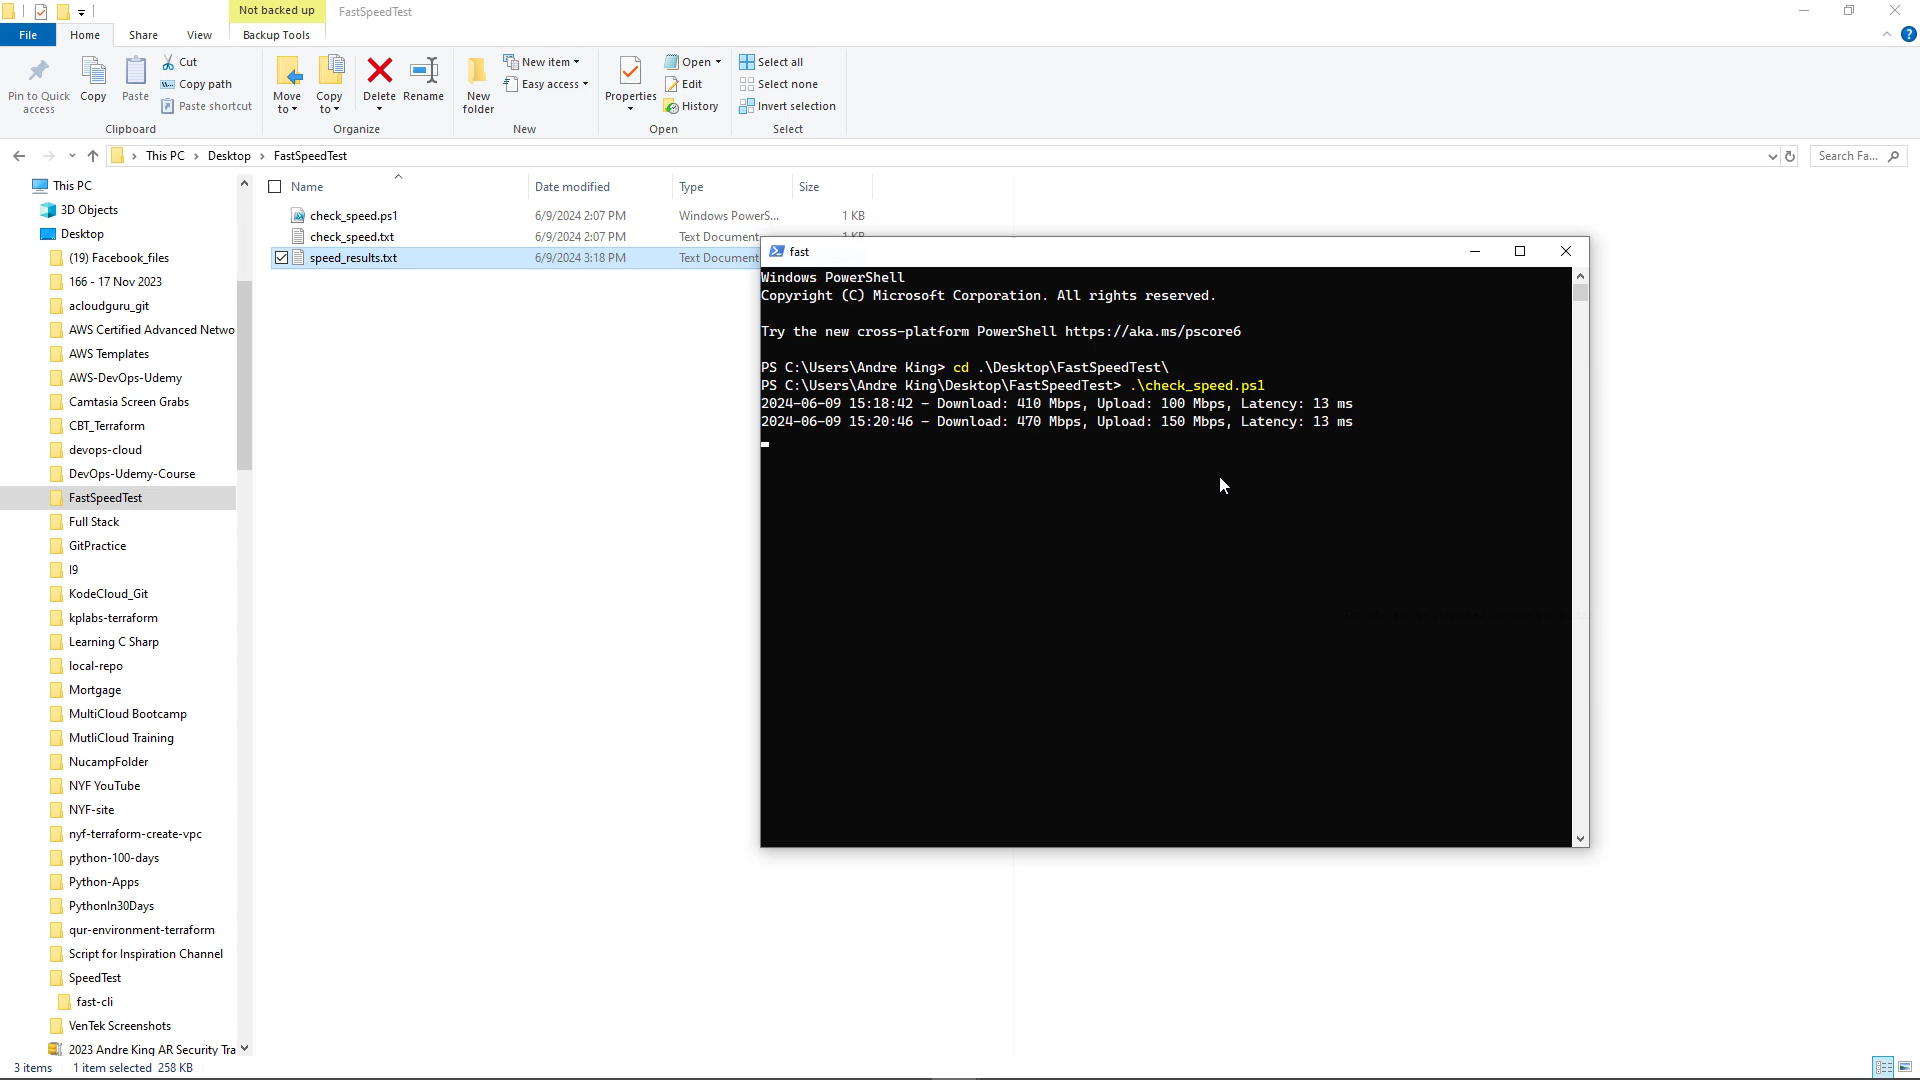 Not backed up
FastSpeedTest
File
Home
Share
View
Backup Tools
Pin to Quick access
Copy
Paste
Cut
Copy path
Paste shortcut
Clipboard
Move to
Copy to
Delete
Rename
Organize
New folder
New item
Easy access
New
Properties
Open
Edit
History
Open
Select all
Select none
Invert selection
Select
This PC > Desktop > FastSpeedTest
Search Fa...
Name
Date modified
Type
Size
check_speed.ps1 6/9/2024 2:07 PM Windows PowerS... 1 KB
check_speed.txt 6/9/2024 2:07 PM Text Document 1 KB
speed_results.txt 6/9/2024 3:18 PM Text Document
This PC
3D Objects
Desktop
(19) Facebook_files
166 - 17 Nov 2023
acloudguru_git
AWS Certified Advanced Netwo
AWS Templates
AWS-DevOps-Udemy
Camtasia Screen Grabs
CBT_Terraform
devops-cloud
DevOps-Udemy-Course
FastSpeedTest
Full Stack
GitPractice
I9
KodeCloud_Git
kplabs-terraform
Learning C Sharp
local-repo
Mortgage
MultiCloud Bootcamp
MutliCloud Training
NucampFolder
NYF YouTube
NYF-site
nyf-terraform-create-vpc
python-100-days
Python-Apps
PythonIn30Days
qur-environment-terraform
Script for Inspiration Channel
SpeedTest
fast-cli
VenTek Screenshots
2023 Andre King AR Security Tra
fast
Windows PowerShell
Copyright (C) Microsoft Corporation. All rights reserved.
Try the new cross-platform PowerShell https://aka.ms/pscore6
PS C:\Users\Andre King> cd .\Desktop\FastSpeedTest\
PS C:\Users\Andre King\Desktop\FastSpeedTest> .\check_speed.ps1
2024-06-09 15:18:42 - Download: 410 Mbps, Upload: 100 Mbps, Latency: 13 ms
2024-06-09 15:20:46 - Download: 470 Mbps, Upload: 150 Mbps, Latency: 13 ms
3 items
1 item selected 258 KB